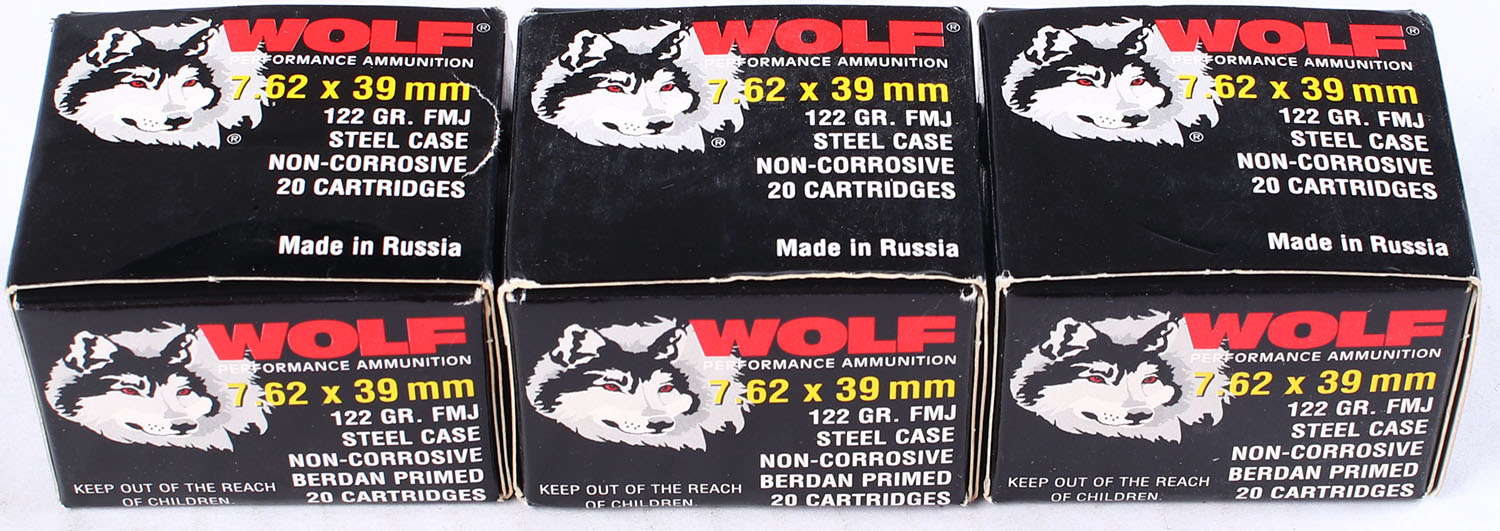 WOLF®
PERFORMANCE AMMUNITION
7.62 x 39 mm
122 GR. FMJ
STEEL CASE
®
NON-CORROSIVE
20 CARTRIDGES
Made in Russia
WOLF
PERFORMANCE AMMUNITION
7.62 x 39 mm
122 GR. FMJ
STEEL CASE
NON-CORROSIVE
BERDAN PRIMED
20 CARTRIDGES
KEEP OUT OF THE REACH
OF CHILDREN.
WOLF®
PERFORMANCE AMMUNITION
7.62 x 39 mm
122 GR. FMJ
STEEL CASE
®
NON-CORROSIVE
20 CARTRIDGES
Made in Russia
WOLF
PERFORMANCE AMMUNITION
7.62 x 39 mm
122 GR. FMJ
STEEL CASE
NON-CORROSIVE
BERDAN PRIMED
20 CARTRIDGES
KEEP OUT OF THE REACH
OF CHILDREN.
WOLF®
PERFORMANCE AMMUNITION
7.62 x 39 mm
122 GR. FMJ
STEEL CASE
®
NON-CORROSIVE
20 CARTRIDGES
Made in Russia
WOLF
PERFORMANCE AMMUNITION
7.62 x 39 mm
122 GR. FMJ
STEEL CASE
NON-CORROSIVE
BERDAN PRIMED
20 CARTRIDGES
KEEP OUT OF THE REACH
OF CHILDREN.